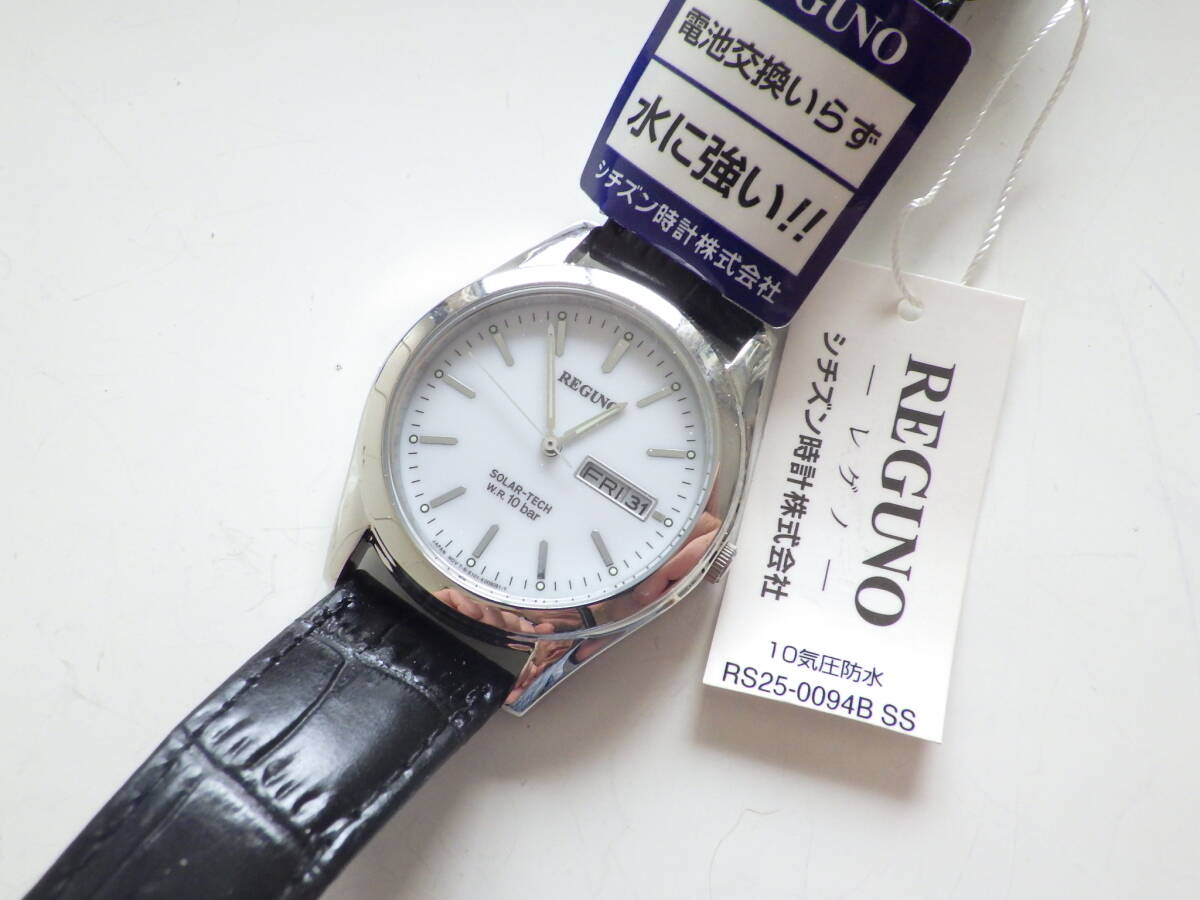 REGUNO
電池交換いらず
水に強い!!
シチズン時計株式会社
REGUNO
SOLAR-TECH
W.R. 10 bar
FRI 31
REGUNO
― レグノ ―
シチズン時計株式会社
10気圧防水
RS25-0094B SS